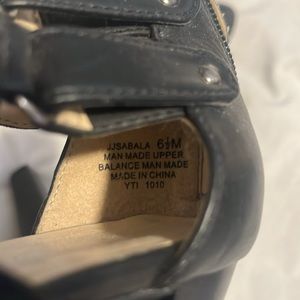 JJSABALA 6½M
MAN MADE UPPER
BALANCE MAN MADE
MADE IN CHINA
YTI 1010